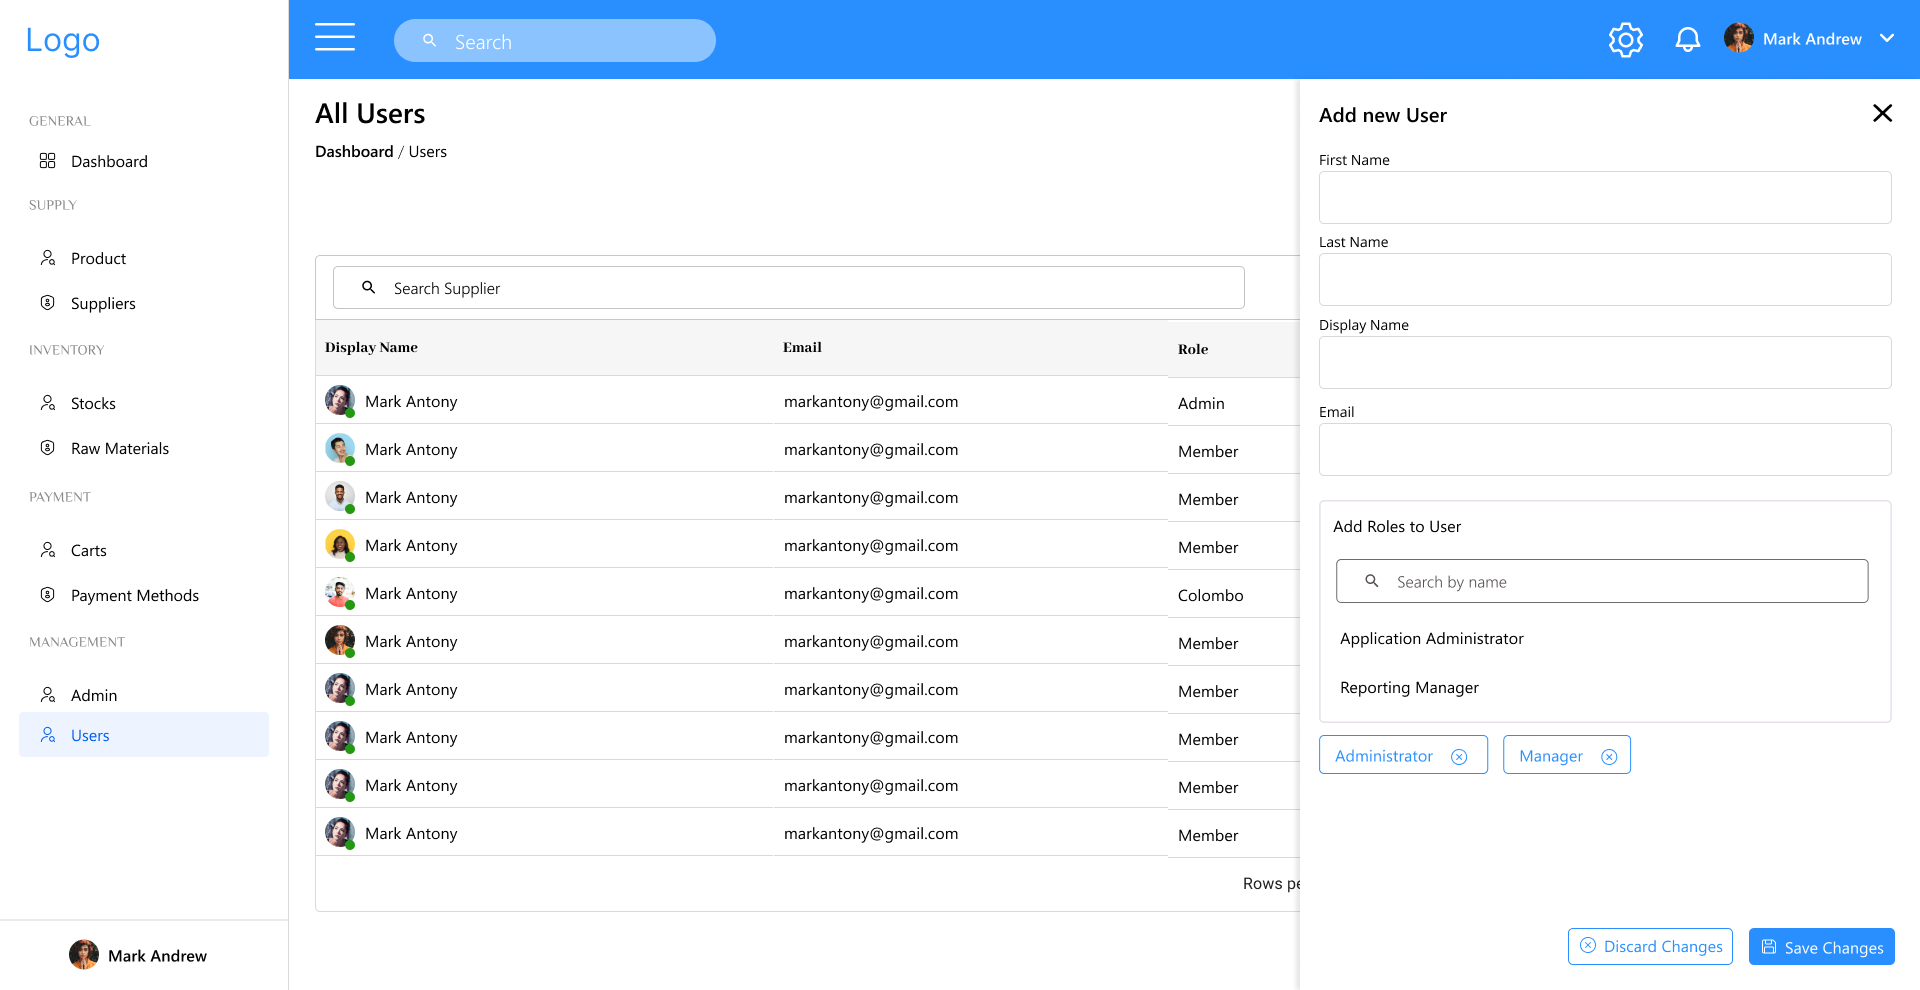 Logo
GENERAL
Dashboard
SUPPLY
Product
Suppliers
INVENTORY
Stocks
Raw Materials
PAYMENT
Carts
Payment Methods
MANAGEMENT
Admin
Users
Mark Andrew
Search
Mark Andrew
All Users
Dashboard / Users
Search Supplier
Display Name Email Role
Mark Antony markantony@gmail.com Admin
Mark Antony markantony@gmail.com Member
Mark Antony markantony@gmail.com Member
Mark Antony markantony@gmail.com Member
Mark Antony markantony@gmail.com Colombo
Mark Antony markantony@gmail.com Member
Mark Antony markantony@gmail.com Member
Mark Antony markantony@gmail.com Member
Mark Antony markantony@gmail.com Member
Mark Antony markantony@gmail.com Member
Rows pe
Add new User
First Name
Last Name
Display Name
Email
Add Roles to User
Search by name
Application Administrator
Reporting Manager
Administrator Manager
Discard Changes Save Changes